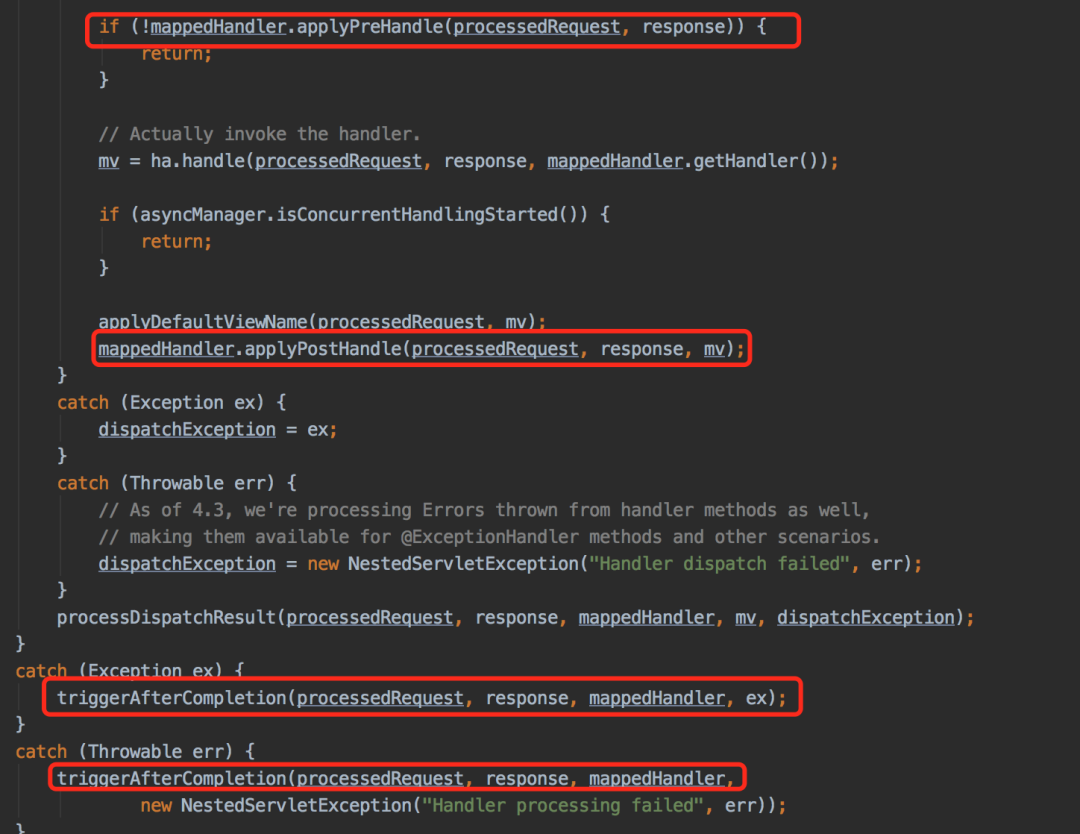 if (!mappedHandler.applyPreHandle(processedRequest, response)) {
return;
}
// Actually invoke the handler.
mv = ha.handle(processedRequest, response, mappedHandler.getHandler());
if (asyncManager.isConcurrentHandlingStarted()) {
return;
}
applyDefaultViewName(processedRequest, mv);
mappedHandler.applyPostHandle(processedRequest, response, mv);
}
catch (Exception ex) {
dispatchException = ex;
}
catch (Throwable err) {
// As of 4.3, we're processing Errors thrown from handler methods as well,
// making them available for @ExceptionHandler methods and other scenarios.
dispatchException = new NestedServletException("Handler dispatch failed", err);
}
processDispatchResult(processedRequest, response, mappedHandler, mv, dispatchException);
}
catch (Exception ex) {
triggerAfterCompletion(processedRequest, response, mappedHandler, ex);
}
catch (Throwable err) {
triggerAfterCompletion(processedRequest, response, mappedHandler,
new NestedServletException("Handler processing failed", err));
}